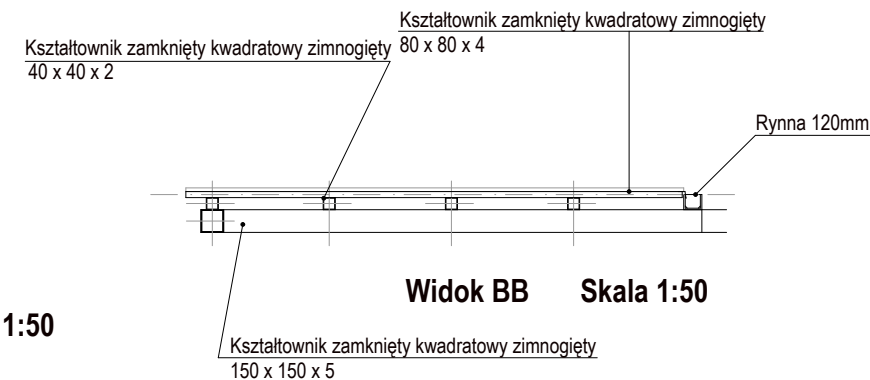 Kształtownik zamknięty kwadratowy zimnogięty
80 x 80 x 4
Kształtownik zamknięty kwadratowy zimnogięty
40 x 40 x 2
Rynna 120mm
Widok BB Skala 1:50
1:50
Kształtownik zamknięty kwadratowy zimnogięty
150 x 150 x 5